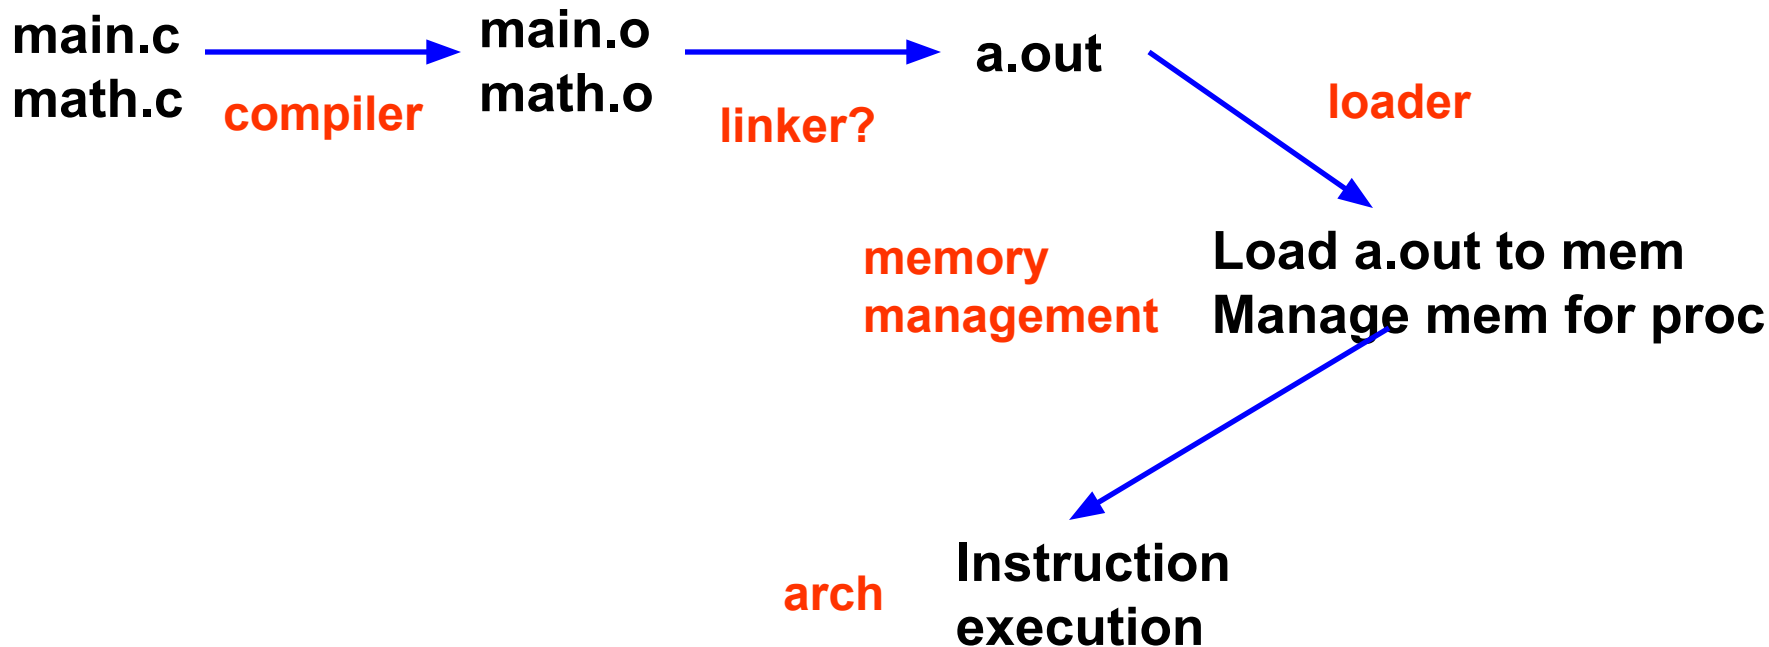 main.c
math.c
compiler
main.o
math.o
linker?
a.out
loader
memory
management
Load a.out to mem
Manage mem for proc
arch
Instruction
execution